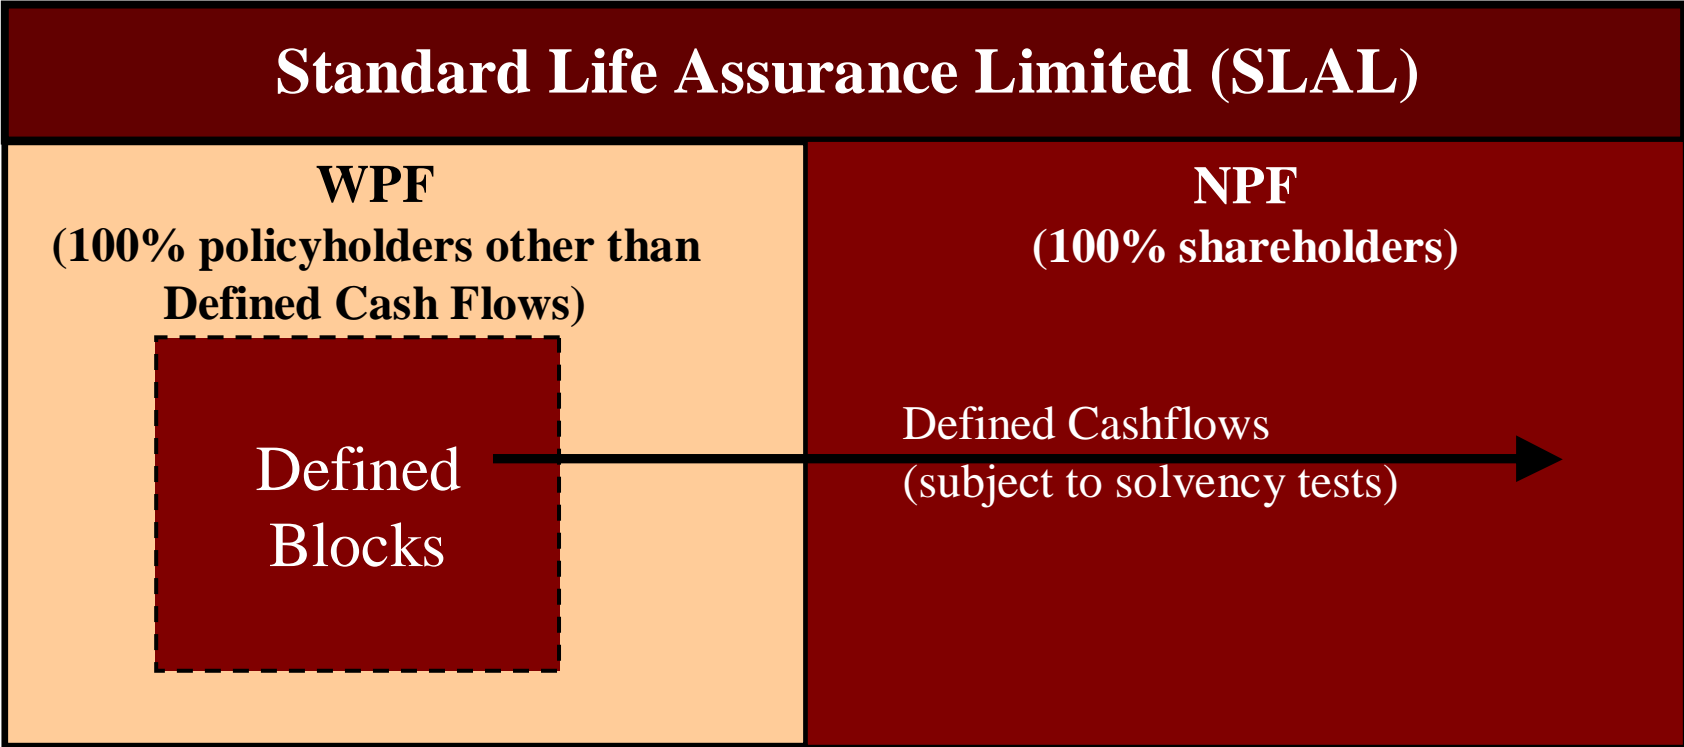 Standard Life Assurance Limited (SLAL)
WPF
(100% policyholders other than
Defined Cash Flows)
Defined
Blocks
NPF
(100% shareholders)
Defined Cashflows
(subject to solvency tests)